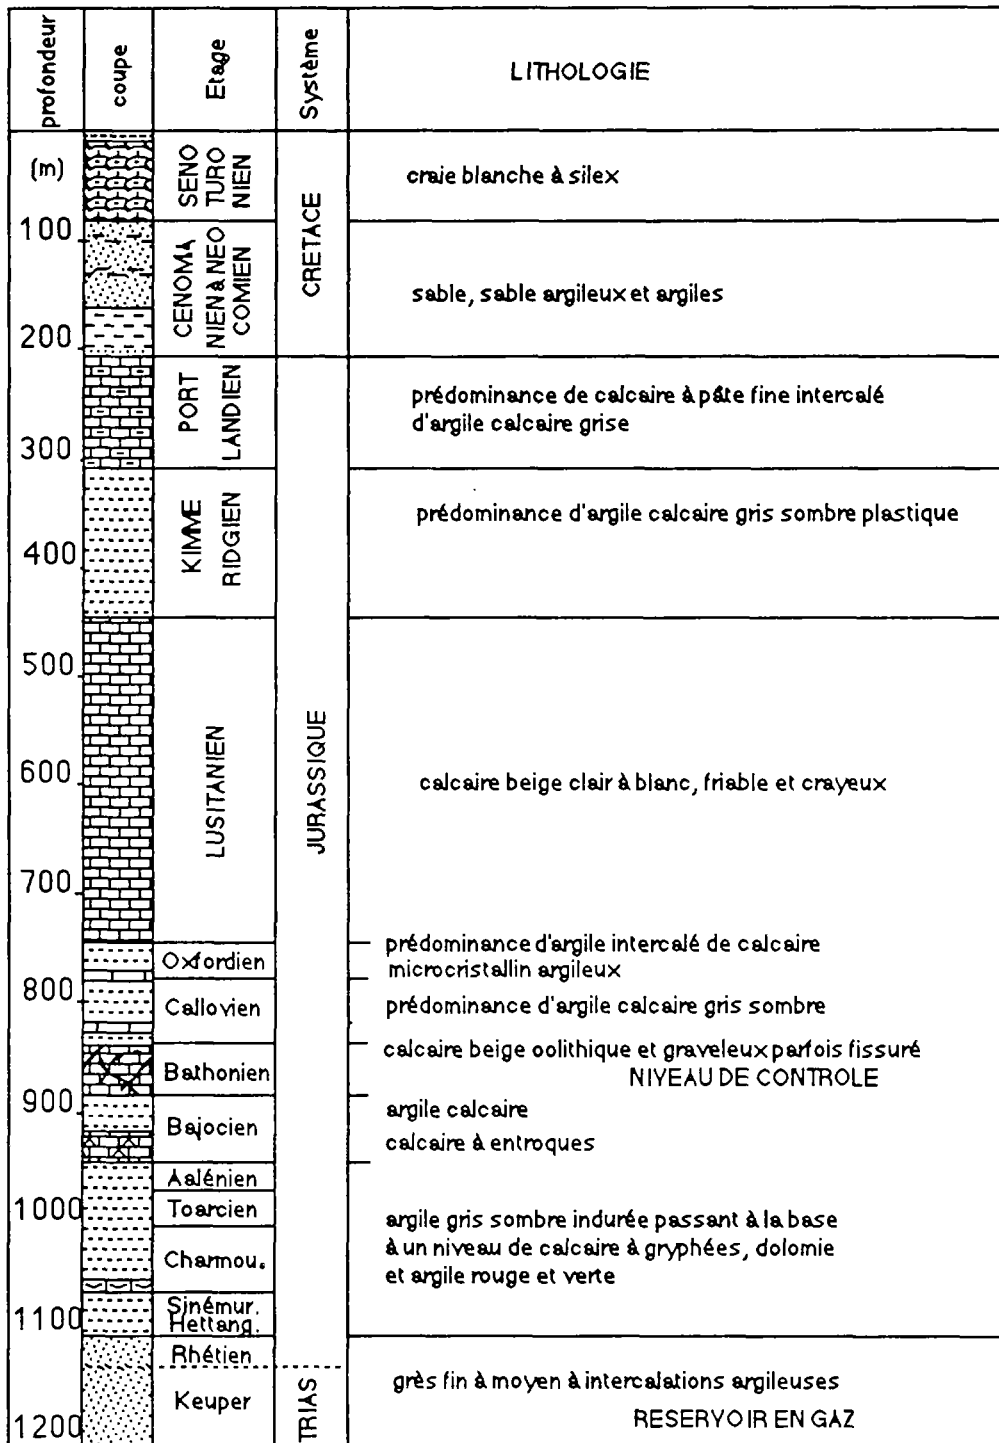 profondeur
coupe
Etage
Système
LITHOLOGIE
(m)
100
200
300
400
500
600
700
800
900
1000
1100
1200
SENO
TURO
NIEN
CENOMA
NIEN à NEO
COMIEN
PORT
LANDIEN
KIMME
RIDGIEN
LUSITANIEN
Oxfordien
Callovien
Bathonien
Bajocien
Aalénien
Toarcien
Charmou.
Sinémur.
Hettang.
Rhétien
Keuper
CRETACE
JURASSIQUE
TRIAS
craie blanche à silex
sable, sable argileux et argiles
prédominance de calcaire à pâte fine intercalé
d'argile calcaire grise
prédominance d'argile calcaire gris sombre plastique
calcaire beige clair à blanc, friable et crayeux
prédominance d'argile intercalé de calcaire
microcristallin argileux
prédominance d'argile calcaire gris sombre
calcaire beige oolithique et graveleux parfois fissuré
NIVEAU DE CONTROLE
argile calcaire
calcaire à entroques
argile gris sombre indurée passant à la base
à un niveau de calcaire à gryphées, dolomie
et argile rouge et verte
grès fin à moyen à intercalations argileuses
RESERVOIR EN GAZ